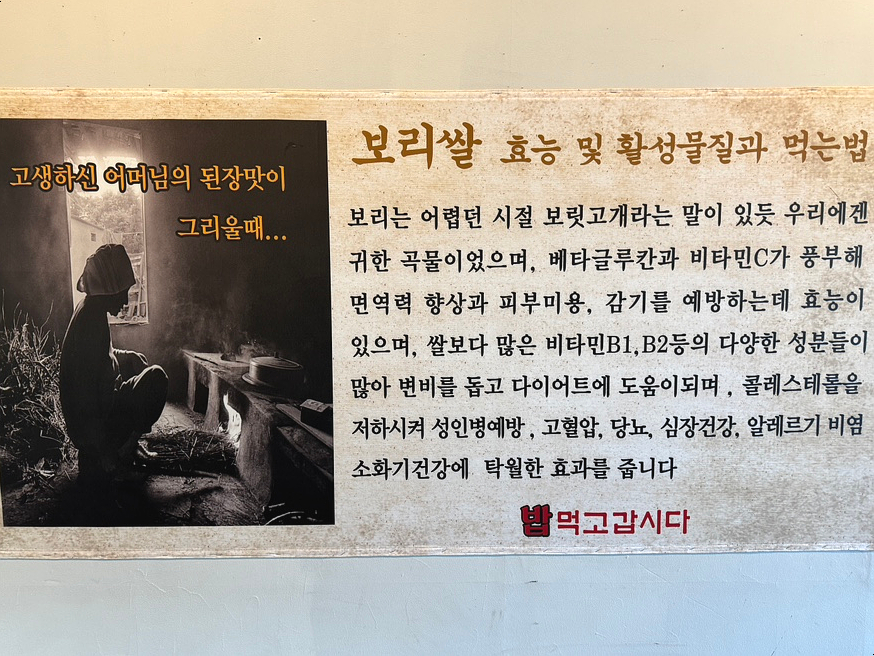 고생하신 어머님의 된장맛이
그리울때...
보리쌀 효능 및 활성물질과 먹는법
보리는 어렵던 시절 보릿고개라는 말이 있듯 우리에겐
귀한 곡물이었으며, 베타글루칸과 비타민C가 풍부해
면역력 향상과 피부미용, 감기를 예방하는데 효능이
있으며, 쌀보다 많은 비타민B1,B2등의 다양한 성분들이
많아 변비를 돕고 다이어트에 도움이되며 , 콜레스테롤을
저하시켜 성인병예방 , 고혈압, 당뇨, 심장건강, 알레르기 비염
소화기건강에 탁월한 효과를 줍니다
밥먹고갑시다